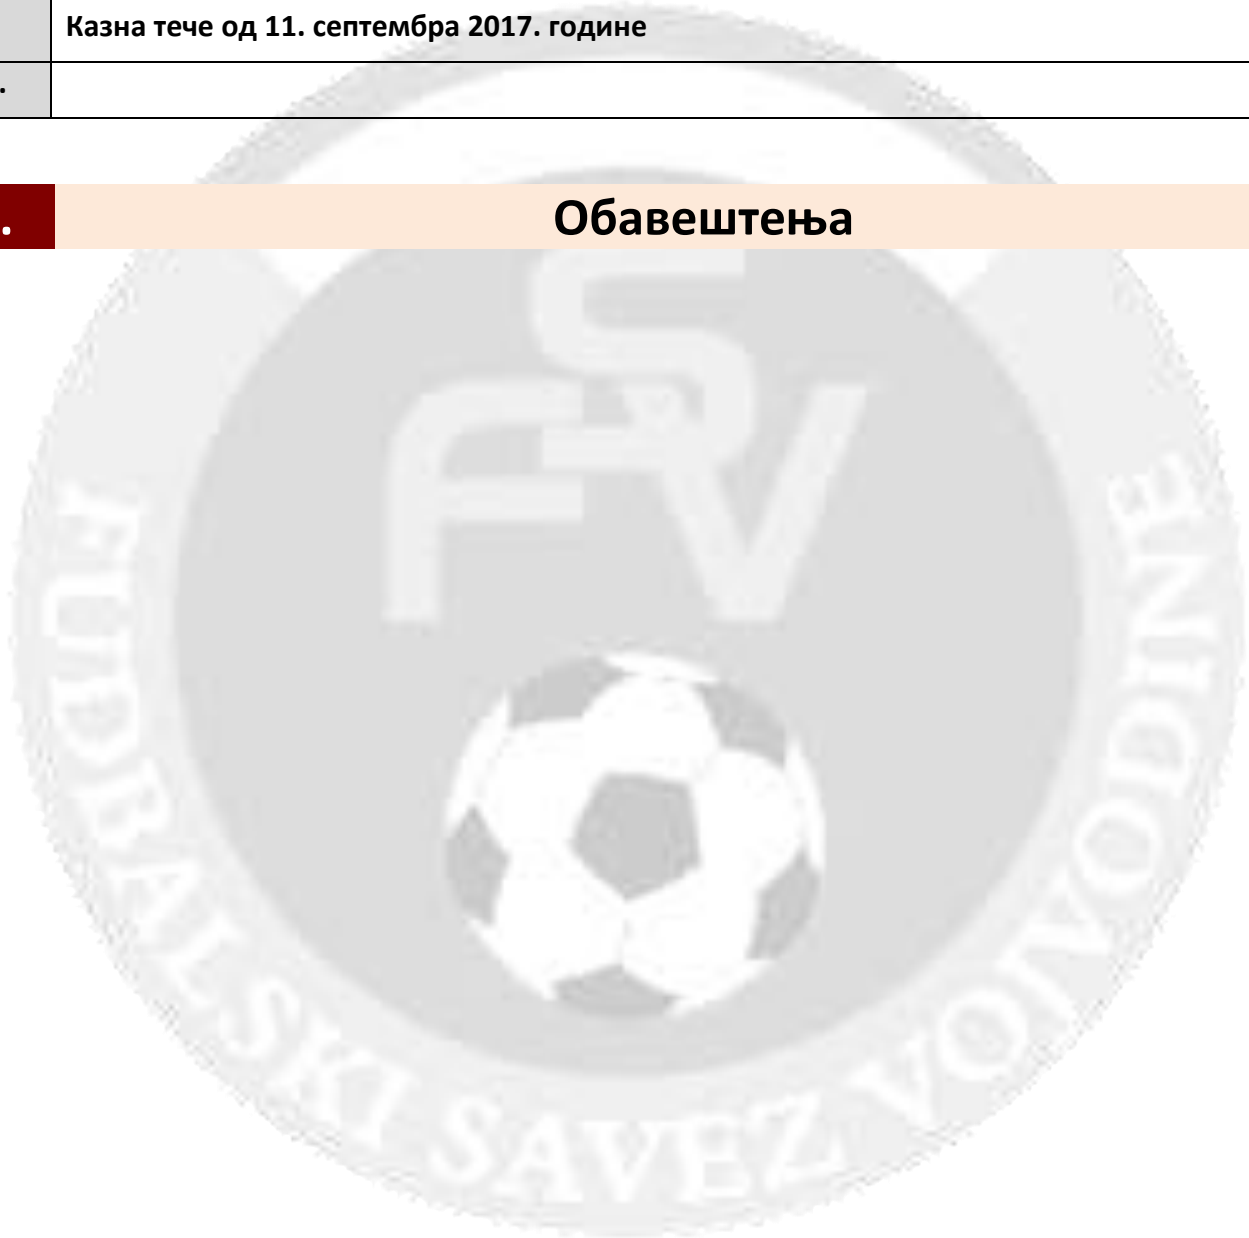 Казна тече од 11. септембра 2017. године
.
. Обавештења
FSV
FUDBALSKI SAVEZ VOJVODINE